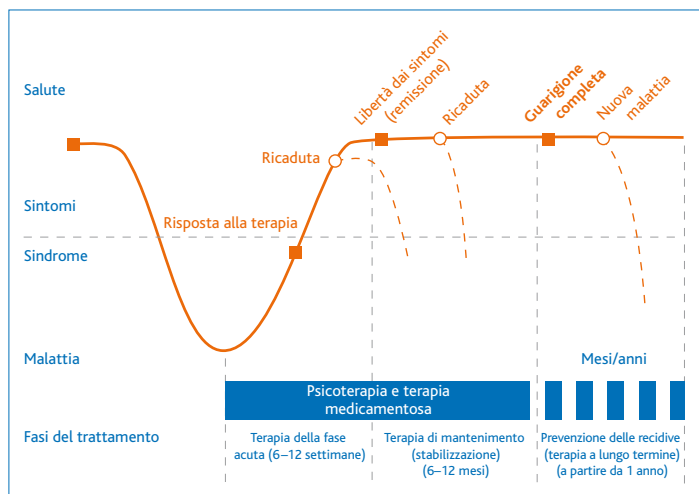 Salute
Libertà dai sintomi
(remissione)
Ricaduta
Guarigione
completa
Nuova
malattia
Ricaduta
Sintomi
Risposta alla terapia
Sindrome
Malattia
Mesi/anni
Psicoterapia e terapia
medicamentosa
Fasi del trattamento
Terapia della fase
acuta (6–12 settimane)
Terapia di mantenimento
(stabilizzazione)
(6–12 mesi)
Prevenzione delle recidive
(terapia a lungo termine)
(a partire da 1 anno)